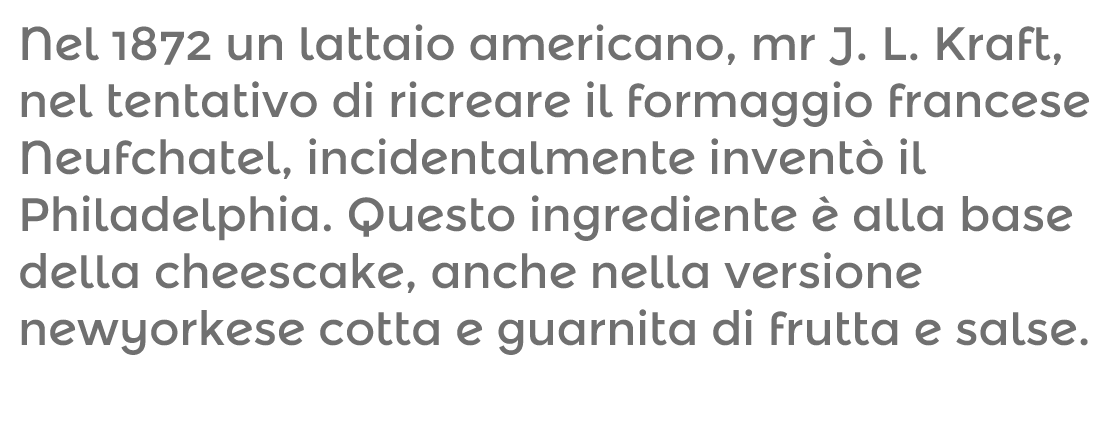 Nel 1872 un lattaio americano, mr J. L. Kraft,
nel tentativo di ricreare il formaggio francese
Neufchatel, incidentalmente inventò il
Philadelphia. Questo ingrediente è alla base
della cheescake, anche nella versione
newyorkese cotta e guarnita di frutta e salse.